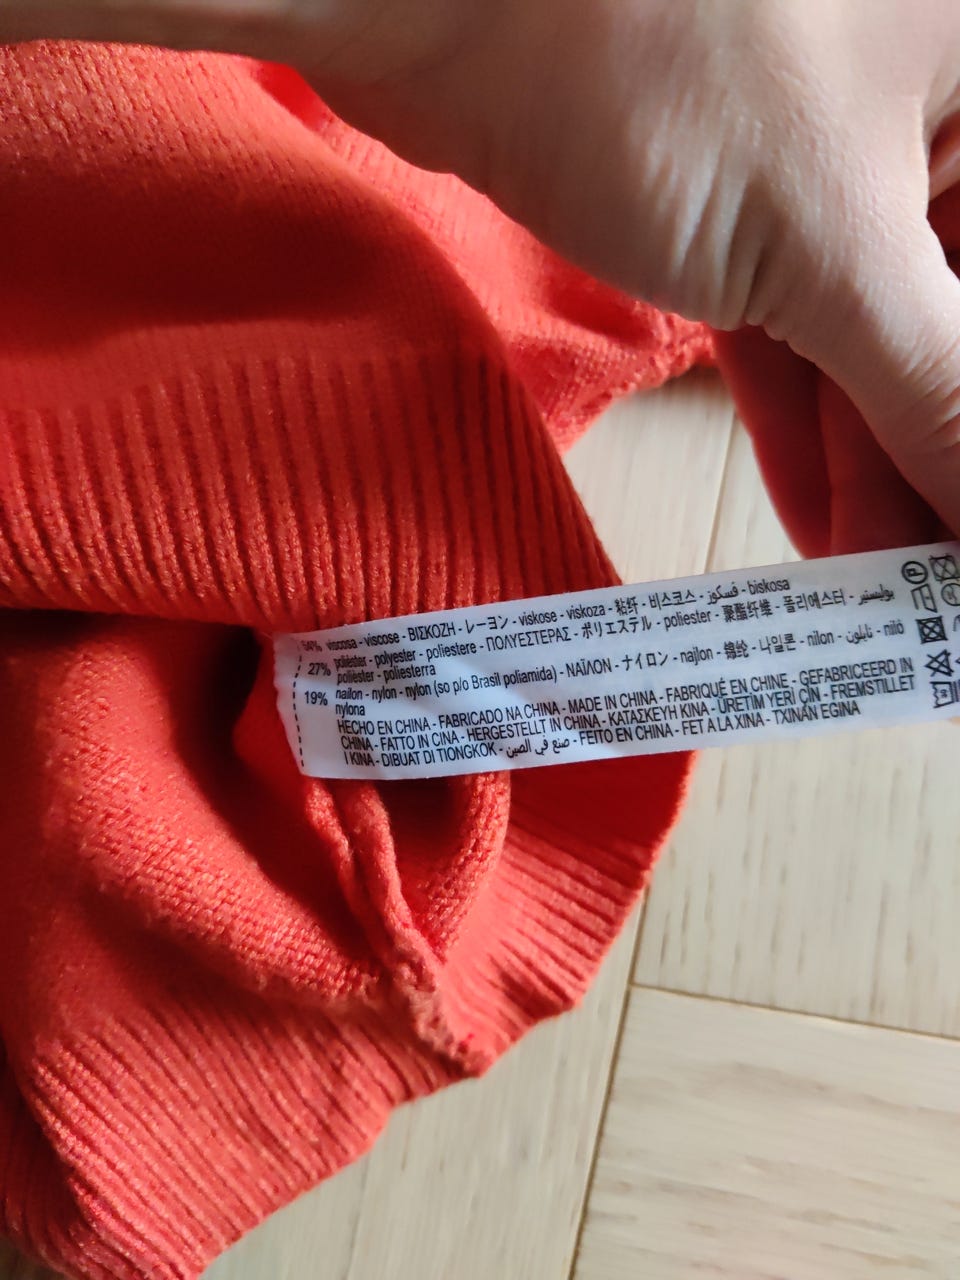 54% viscosa - viscose - ΒΙΣΚΟΖΗ - レーヨン - viskose - viskoza - 粘纤 - 비스코스 - فسكوز - biskosa
27% poliéster - polyester - poliestere - ΠΟΛΥΕΣΤΕΡΑΣ - ポリエステル - poliester - 聚酯纤维 - 폴리에스터 - بوليستير
poliester - poliesterra
19% nailon - nylon - nylon (so p/o Brasil poliamida) - ΝΑΪΛΟΝ - ナイロン - najlon - 锦纶 - 나일론 - nilon - نايلون - niló
nylona
HECHO EN CHINA - FABRICADO NA CHINA - MADE IN CHINA - FABRIQUÉ EN CHINE - GEFABRICEERD IN
CHINA - FATTO IN CINA - HERGESTELLT IN CHINA - ΚΑΤΑΣΚΕΥΗ ΚΙΝΑ - ÜRETİM YERİ ÇİN - FREMSTILLET
I KINA - DIBUAT DI TIONGKOK - صنع في الصين - FEITO EN CHINA - FET A LA XINA - TXINAN EGINA